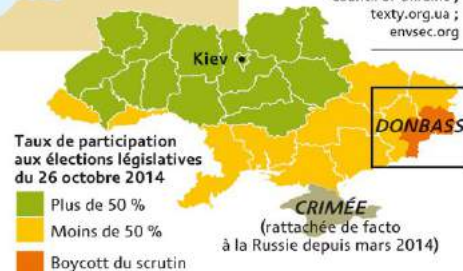 texty.org.ua ;
envsec.org
Kiev
DONBASS
Taux de participation
aux élections législatives
du 26 octobre 2014
Plus de 50 %
Moins de 50 %
Boycott du scrutin
CRIMÉE
(rattachée de facto
à la Russie depuis mars 2014)